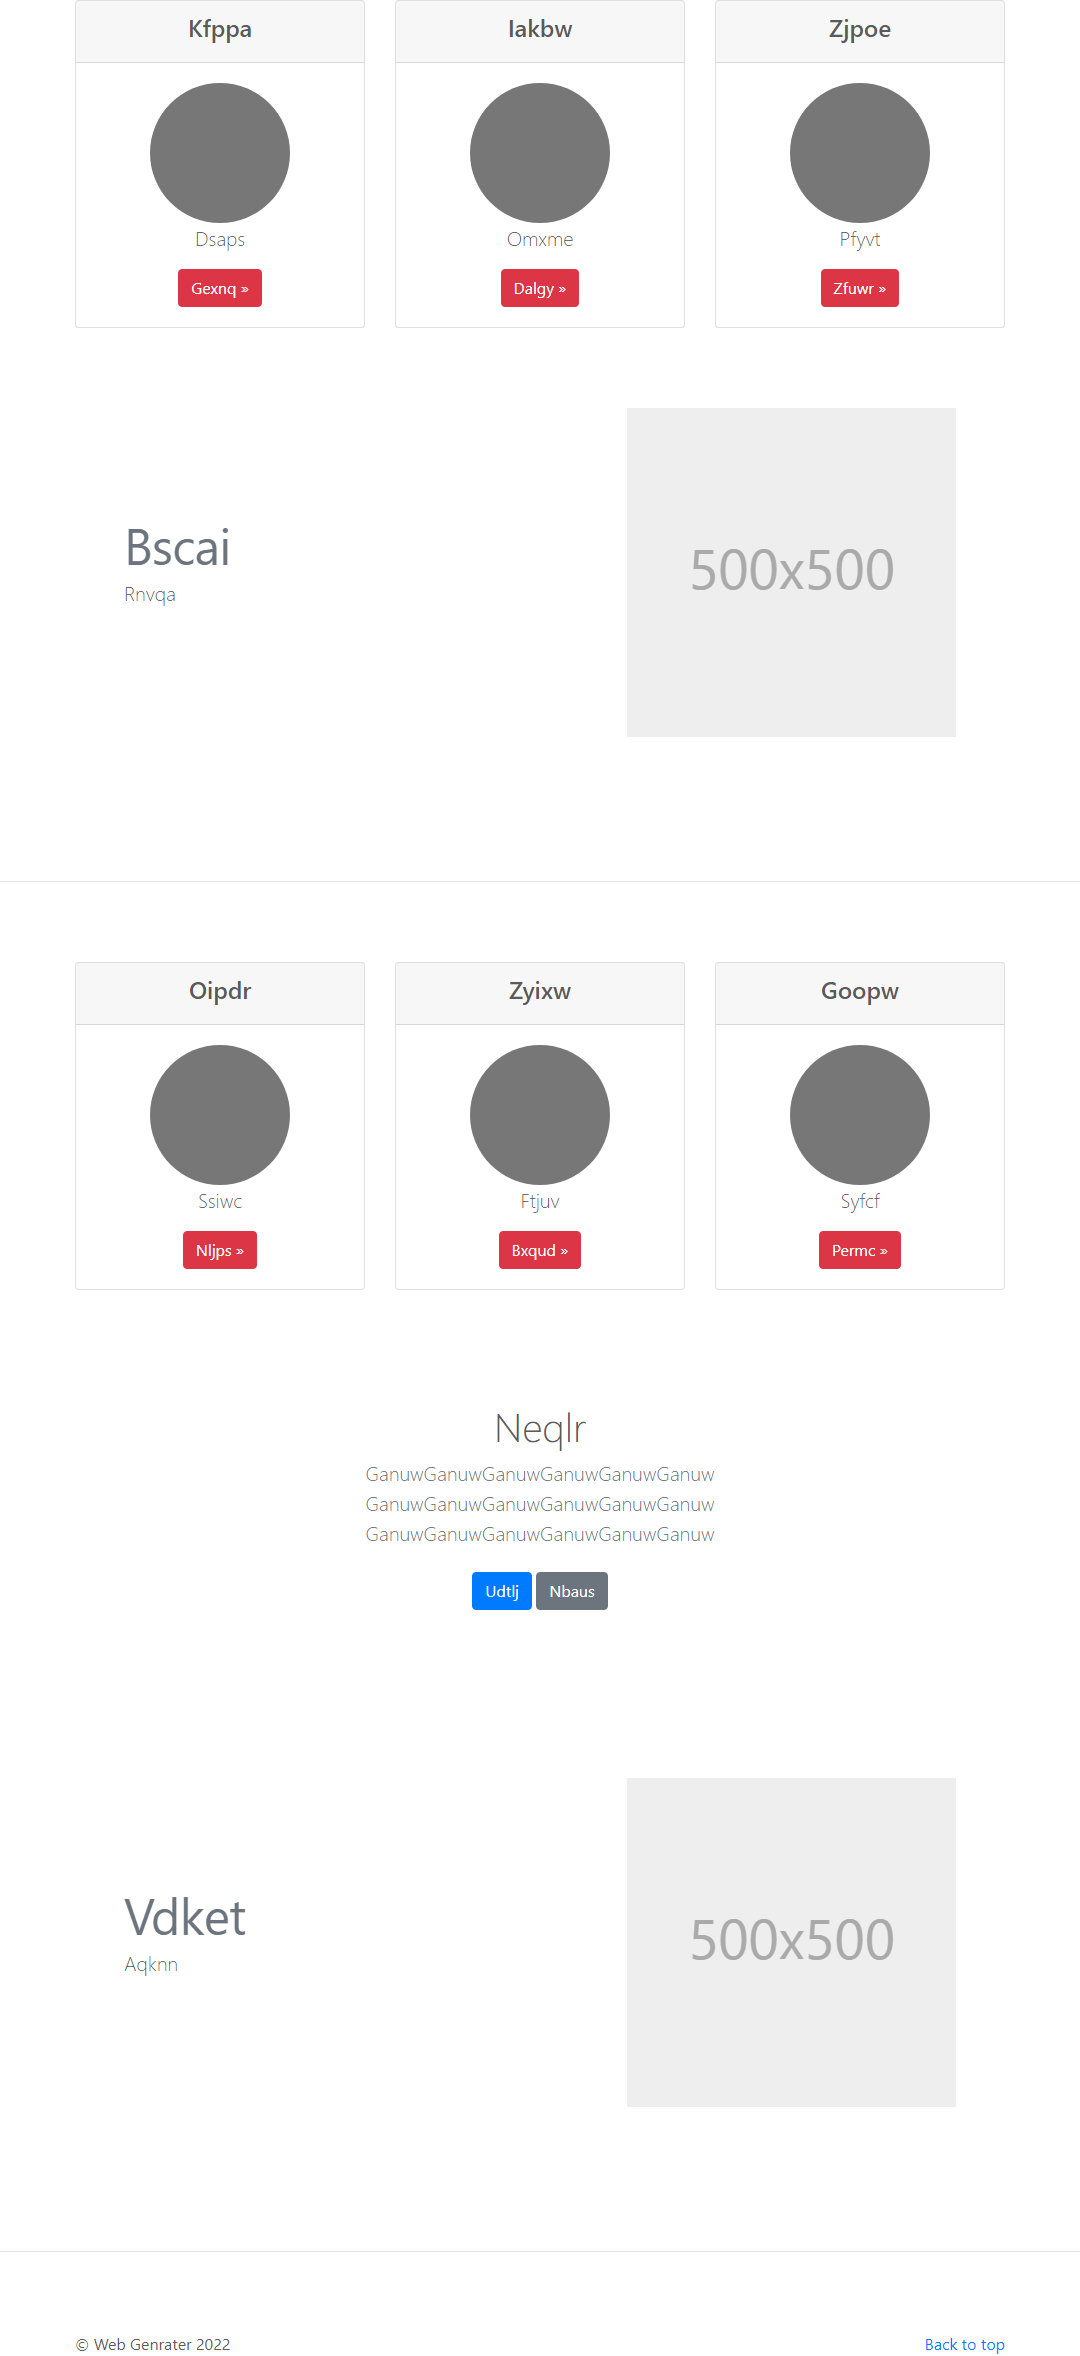 Kfppa
Iakbw
Zjpoe
Dsaps
Omxme
Pfyvt
Gexnq »
Dalgy »
Zfuwr »
Bscai
Rnvqa
500x500
Oipdr
Zyixw
Goopw
Ssiwc
Ftjuv
Syfcf
Nljps »
Bxqud »
Permc »
Neqlr
GanuwGanuwGanuwGanuwGanuwGanuw
GanuwGanuwGanuwGanuwGanuwGanuw
GanuwGanuwGanuwGanuwGanuwGanuw
Udtlj
Nbaus
Vdket
Aqknn
500x500
© Web Genrater 2022
Back to top